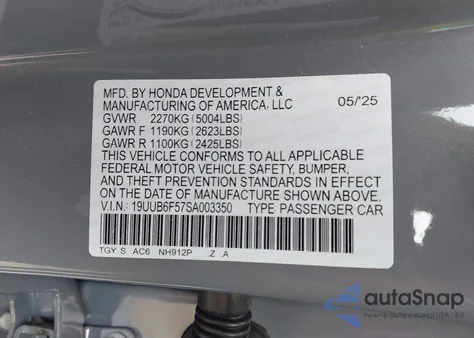 MFD. BY HONDA DEVELOPMENT &
MANUFACTURING OF AMERICA, LLC 05/'25
GVWR 2270KG (5004LBS)
GAWR F 1190KG (2623LBS)
GAWR R 1100KG (2425LBS)
THIS VEHICLE CONFORMS TO ALL APPLICABLE
FEDERAL MOTOR VEHICLE SAFETY, BUMPER,
AND THEFT PREVENTION STANDARDS IN EFFECT
ON THE DATE OF MANUFACTURE SHOWN ABOVE.
V.I.N.: 19UUB6F57SA003350 TYPE: PASSENGER CAR
TGY S AC6 NH912P .Z .A
autoSnap